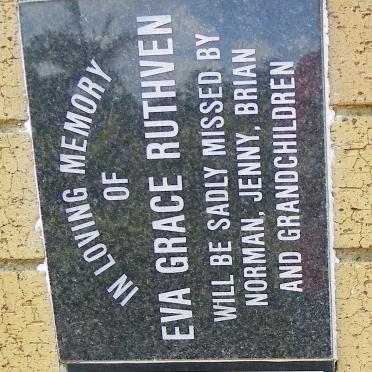 IN LOVING MEMORY
OF
EVA GRACE RUTHVEN
WILL BE SADLY MISSED BY
NORMAN, JENNY, BRIAN
AND GRANDCHILDREN